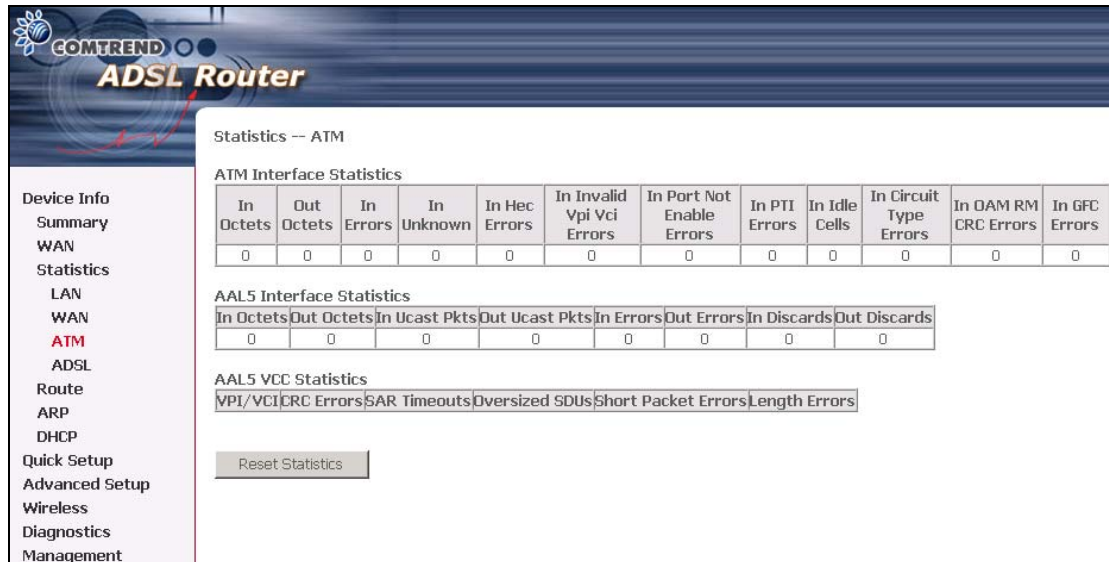 COMTREND
ADSL Router
Device Info
Summary
WAN
Statistics
LAN
WAN
ATM
ADSL
Route
ARP
DHCP
Quick Setup
Advanced Setup
Wireless
Diagnostics
Management
Statistics -- ATM
ATM Interface Statistics
In Octets Out Octets In Errors In Unknown In Hec Errors In Invalid Vpi Vci Errors In Port Not Enable Errors In PTI Errors In Idle Cells In Circuit Type Errors In OAM RM CRC Errors In GFC Errors
0 0 0 0 0 0 0 0 0 0 0 0
AAL5 Interface Statistics
In Octets Out Octets In Ucast Pkts Out Ucast Pkts In Errors Out Errors In Discards Out Discards
0 0 0 0 0 0 0 0
AAL5 VCC Statistics
VPI/VCI CRC Errors SAR Timeouts Oversized SDUs Short Packet Errors Length Errors
Reset Statistics